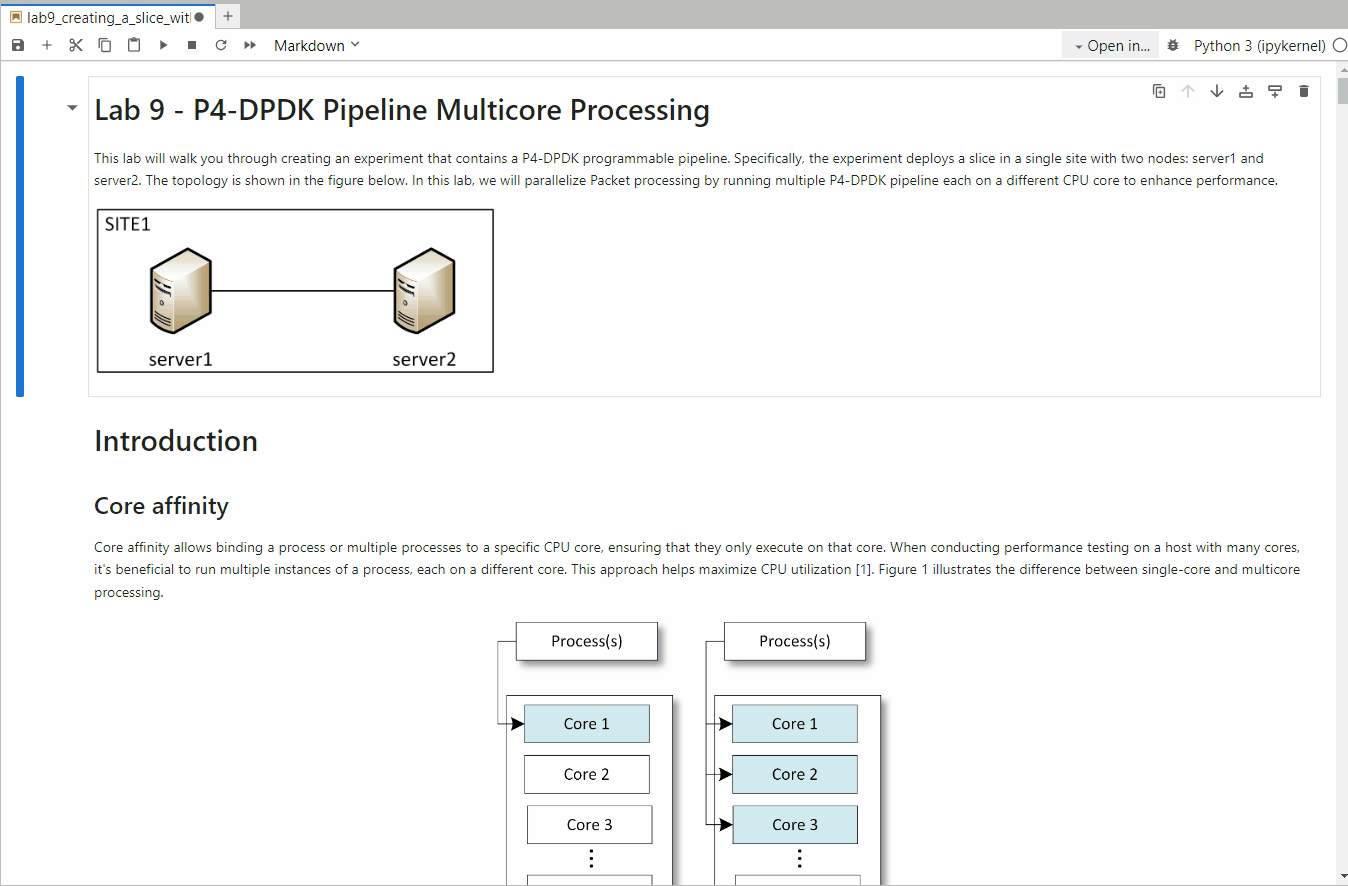 lab9_creating_a_slice_wit
Markdown
Open in...
Python 3 (ipykernel)
Lab 9 - P4-DPDK Pipeline Multicore Processing
This lab will walk you through creating an experiment that contains a P4-DPDK programmable pipeline. Specifically, the experiment deploys a slice in a single site with two nodes: server1 and
server2. The topology is shown in the figure below. In this lab, we will parallelize Packet processing by running multiple P4-DPDK pipeline each on a different CPU core to enhance performance.
SITE1
server1
server2
Introduction
Core affinity
Core affinity allows binding a process or multiple processes to a specific CPU core, ensuring that they only execute on that core. When conducting performance testing on a host with many cores,
it's beneficial to run multiple instances of a process, each on a different core. This approach helps maximize CPU utilization [1]. Figure 1 illustrates the difference between single-core and multicore
processing.
Process(s)
Process(s)
Core 1
Core 1
Core 2
Core 2
Core 3
Core 3